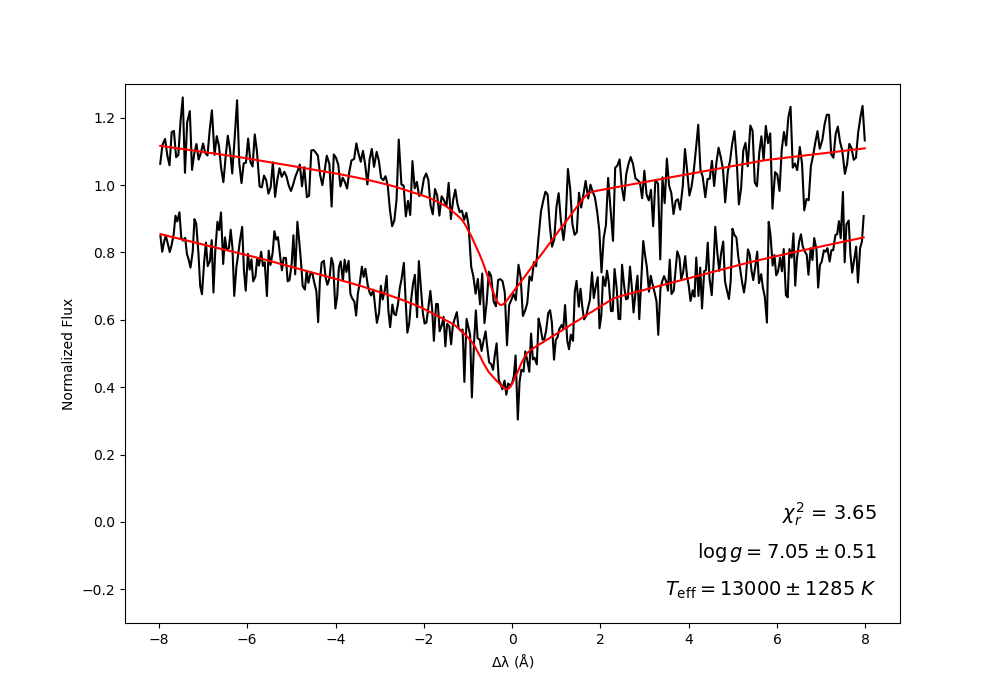 1.2
1.0
0.8
0.6
0.4
0.2
0.0
−0.2
Normalized Flux
χ²ᵣ = 3.65
log g = 7.05 ± 0.51
T_eff = 13000 ± 1285 K
−8 −6 −4 −2 0 2 4 6 8
Δλ (Å)